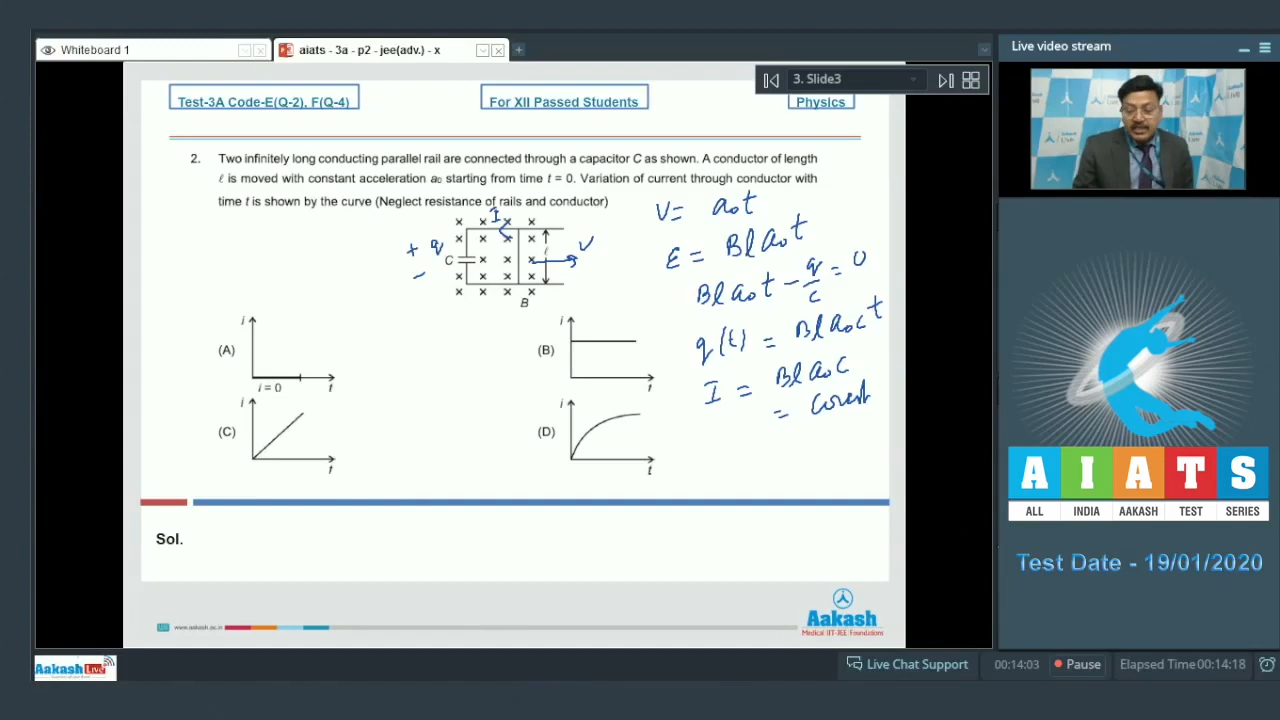 Whiteboard 1
aiats - 3a - p2 - jee(adv.) - x
Live video stream
3. Slide3
Test-3A Code-E(Q-2), F(Q-4)
For XII Passed Students
Physics
2. Two infinitely long conducting parallel rail are connected through a capacitor C as shown. A conductor of length
ℓ is moved with constant acceleration a₀ starting from time t = 0. Variation of current through conductor with
time t is shown by the curve (Neglect resistance of rails and conductor)
I
+ q
C
−
V
B
V = a₀t
ε = Bla₀t
Bla₀t − q/c = 0
q(t) = Bla₀ct
I = Bla₀c
= const
(A)
i
t
i = 0
(B)
i
t
(C)
i
t
(D)
i
t
Sol.
www.aakash.ac.in
Aakash
Medical|IIT-JEE|Foundations
A I A T S
ALL INDIA AAKASH TEST SERIES
Test Date - 19/01/2020
Aakash Live
Live Chat Support
00:14:03
Pause
Elapsed Time 00:14:18